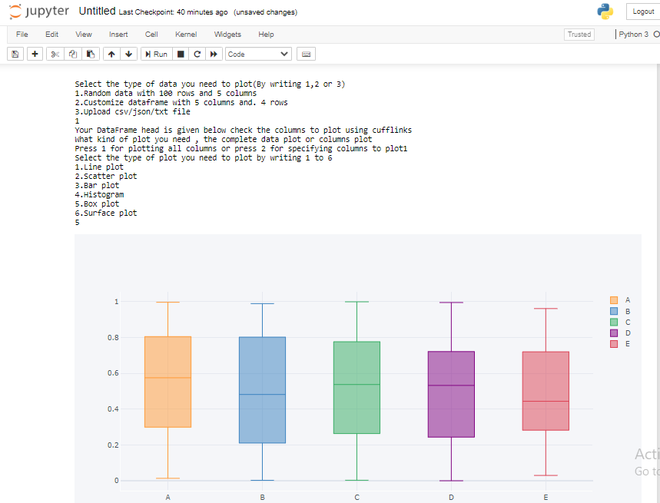 jupyter Untitled Last Checkpoint: 40 minutes ago (unsaved changes) Logout
File Edit View Insert Cell Kernel Widgets Help Trusted Python 3
Run Code
Select the type of data you need to plot(By writing 1,2 or 3)
1.Random data with 100 rows and 5 columns
2.Customize dataframe with 5 columns and. 4 rows
3.Upload csv/json/txt file
1
Your DataFrame head is given below check the columns to plot using cufflinks
What kind of plot you need , the complete data plot or columns plot
Press 1 for plotting all columns or press 2 for specifying columns to plot1
Select the type of plot you need to plot by writing 1 to 6
1.Line plot
2.Scatter plot
3.Bar plot
4.Histogram
5.Box plot
6.Surface plot
5
1
0.8
0.6
0.4
0.2
0
A B C D E
A
B
C
D
E
Acti
Go to